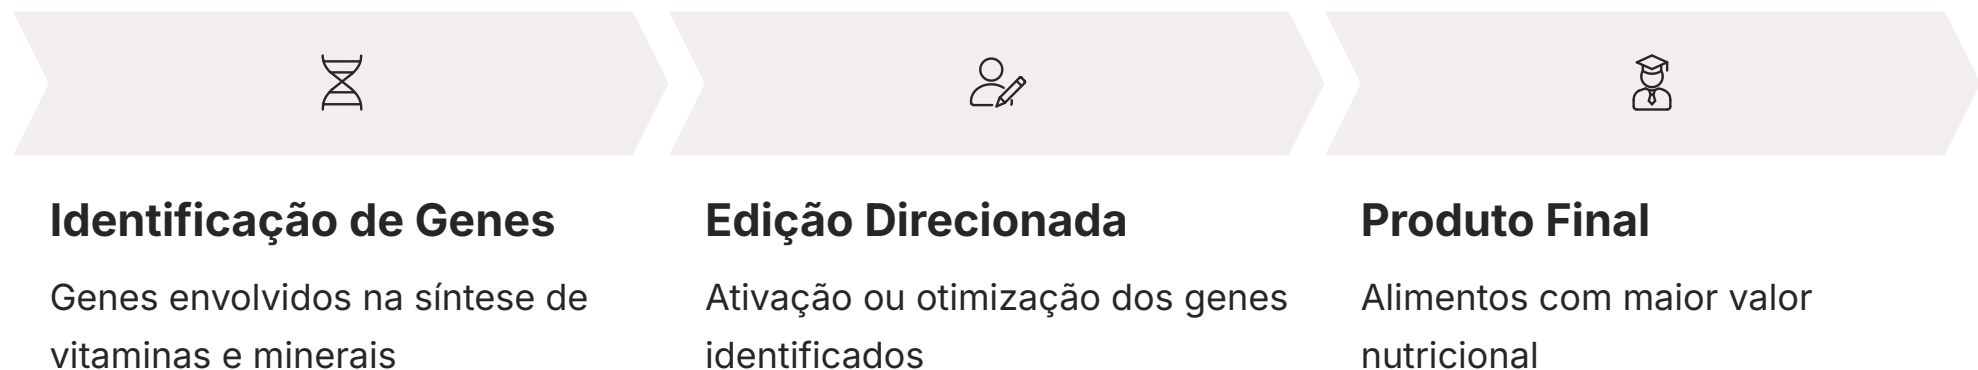 Identificação de Genes
Genes envolvidos na síntese de
vitaminas e minerais
Edição Direcionada
Ativação ou otimização dos genes
identificados
Produto Final
Alimentos com maior valor
nutricional